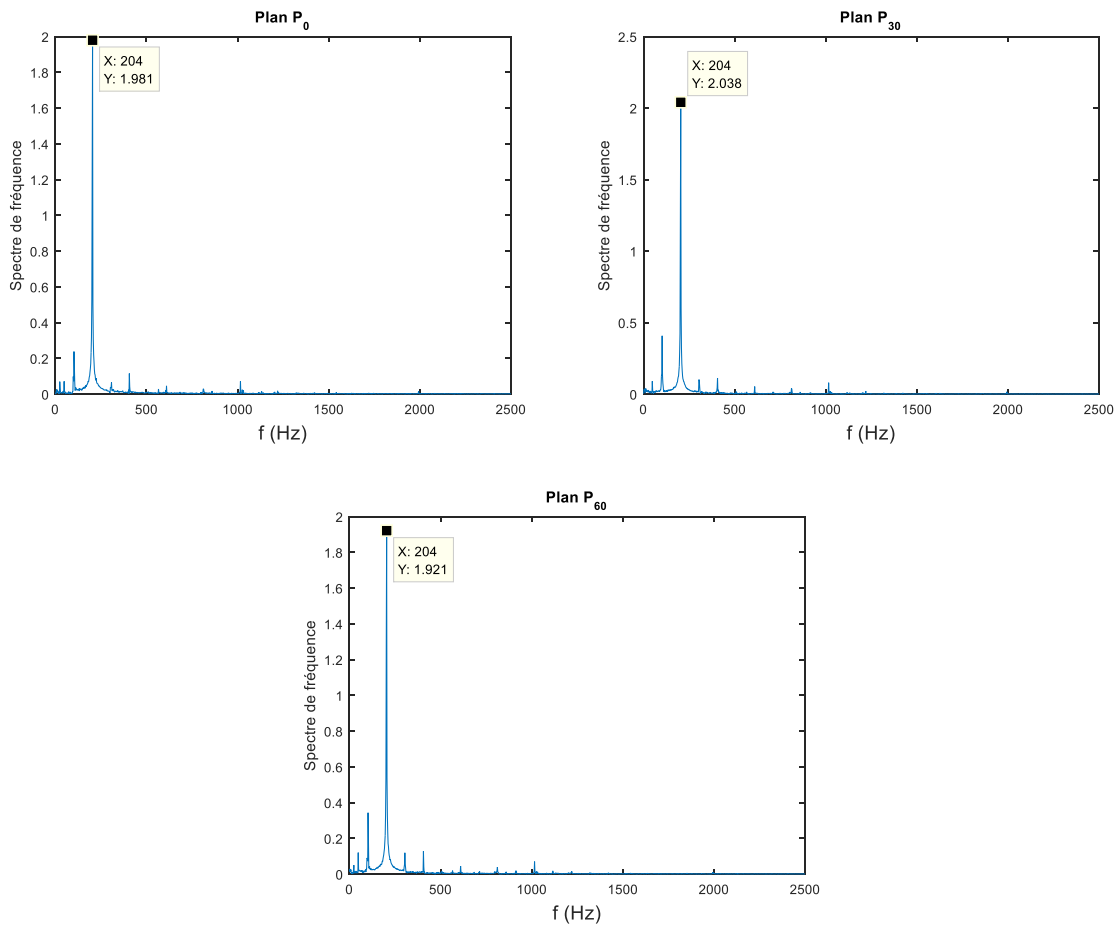 Plan P0
2
1.8
1.6
1.4
1.2
1
0.8
0.6
0.4
0.2
0
Spectre de fréquence
X: 204
Y: 1.981
0 500 1000 1500 2000 2500
f (Hz)
Plan P30
2.5
2
1.5
1
0.5
0
Spectre de fréquence
X: 204
Y: 2.038
0 500 1000 1500 2000 2500
f (Hz)
Plan P60
2
1.8
1.6
1.4
1.2
1
0.8
0.6
0.4
0.2
0
Spectre de fréquence
X: 204
Y: 1.921
0 500 1000 1500 2000 2500
f (Hz)